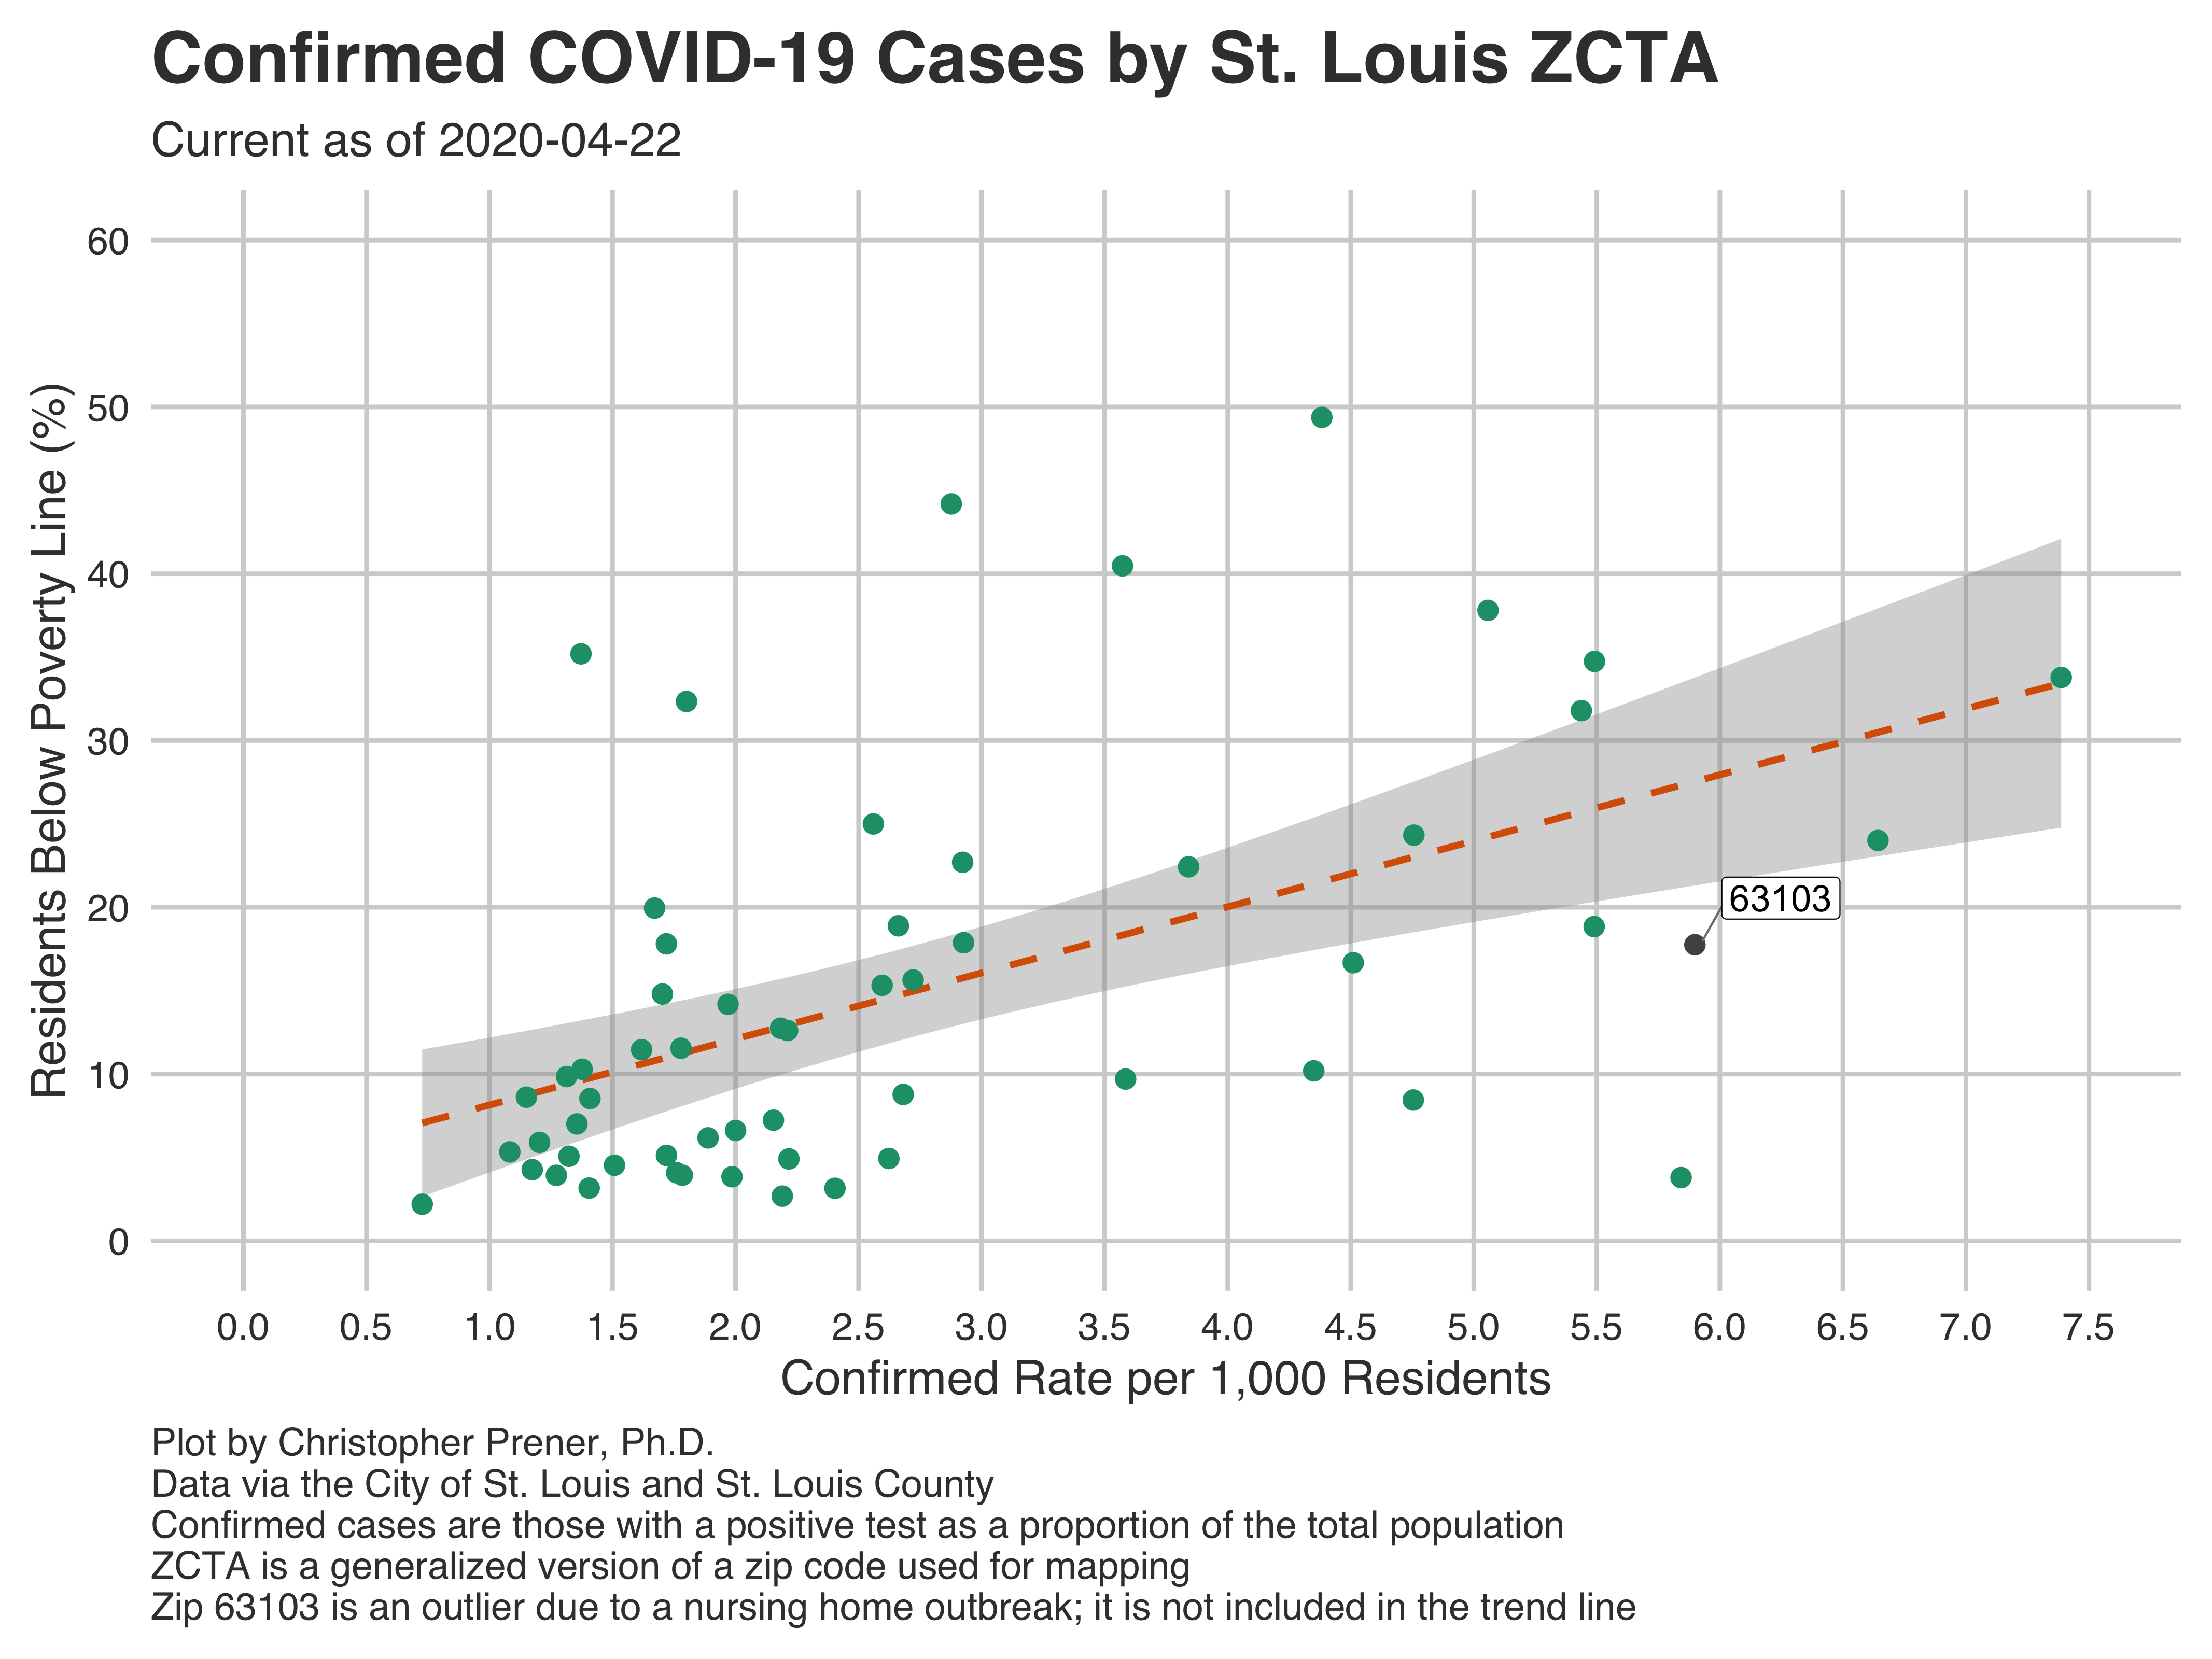 Confirmed COVID-19 Cases by St. Louis ZCTA
Current as of 2020-04-22
Residents Below Poverty Line (%)
60
50
40
30
20
10
0
63103
0.0 0.5 1.0 1.5 2.0 2.5 3.0 3.5 4.0 4.5 5.0 5.5 6.0 6.5 7.0 7.5
Confirmed Rate per 1,000 Residents
Plot by Christopher Prener, Ph.D.
Data via the City of St. Louis and St. Louis County
Confirmed cases are those with a positive test as a proportion of the total population
ZCTA is a generalized version of a zip code used for mapping
Zip 63103 is an outlier due to a nursing home outbreak; it is not included in the trend line